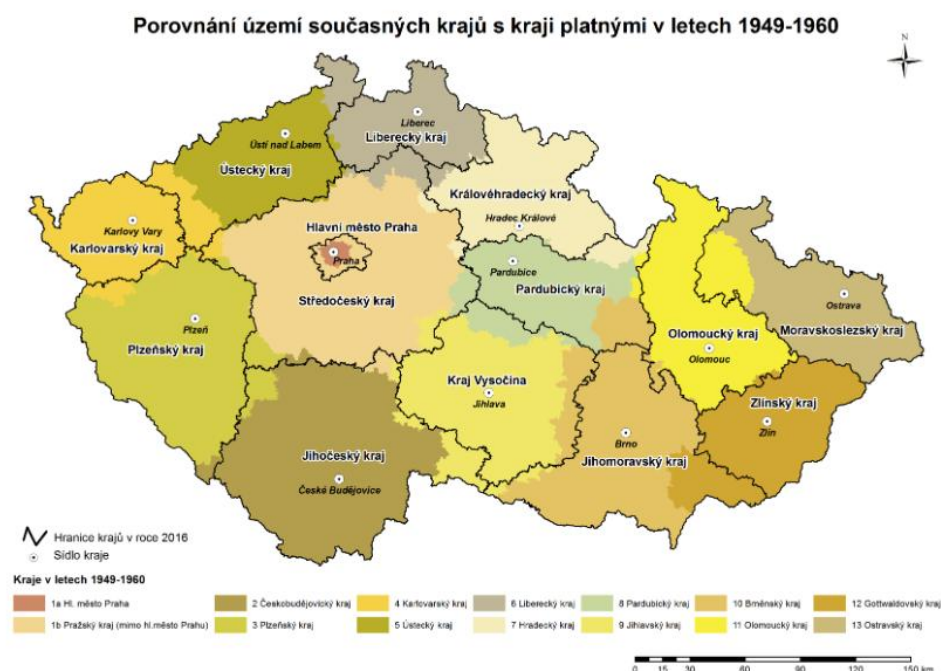 Porovnání území současných krajů s kraji platnými v letech 1949-1960
N
Liberec
Liberecký kraj
Ústí nad Labem
Ústecký kraj
Královéhradecký kraj
Hradec Králové
Karlovy Vary
Karlovarský kraj
Hlavní město Praha
Praha
Pardubice
Pardubický kraj
Středočeský kraj
Ostrava
Moravskoslezský kraj
Plzeň
Plzeňský kraj
Olomoucký kraj
Olomouc
Kraj Vysočina
Jihlava
Zlínský kraj
Zlín
Brno
Jihomoravský kraj
Jihočeský kraj
České Budějovice
Hranice krajů v roce 2016
Sídlo kraje
Kraje v letech 1949-1960
1a Hl. město Praha
2 Českobudějovický kraj
4 Karlovarský kraj
6 Liberecký kraj
8 Pardubický kraj
10 Brněnský kraj
12 Gottwaldovský kraj
1b Pražský kraj (mimo hl.město Prahu)
3 Plzeňský kraj
5 Ústecký kraj
7 Hradecký kraj
9 Jihlavský kraj
11 Olomoucký kraj
13 Ostravský kraj
0 15 30 60 90 120 150 km